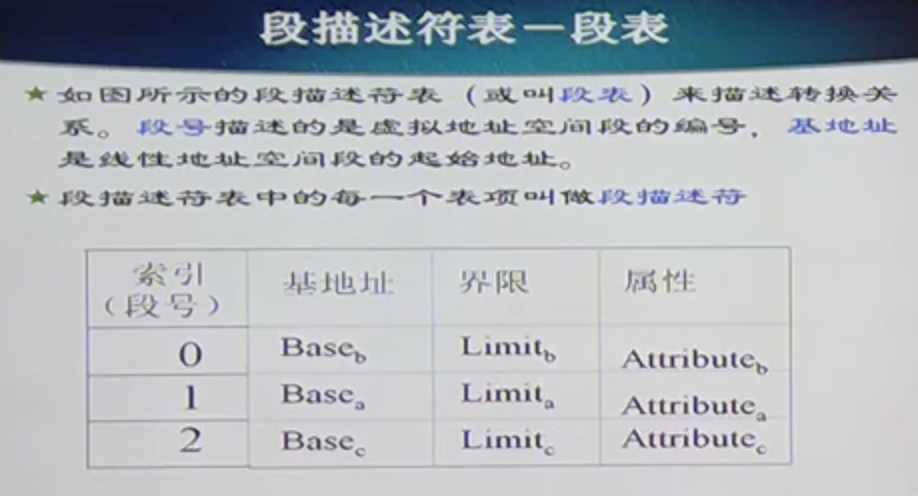 段描述符表－段表
★ 如图所示的段描述符表（或叫段表）来描述转换关
系。段号描述的是虚拟地址空间段的编号，基地址
是线性地址空间段的起始地址。
★ 段描述符表中的每一个表项叫做段描述符
索引（段号） 基地址 界限 属性
0 Base_b Limit_b Attribute_b
1 Base_a Limit_a Attribute_a
2 Base_c Limit_c Attribute_c